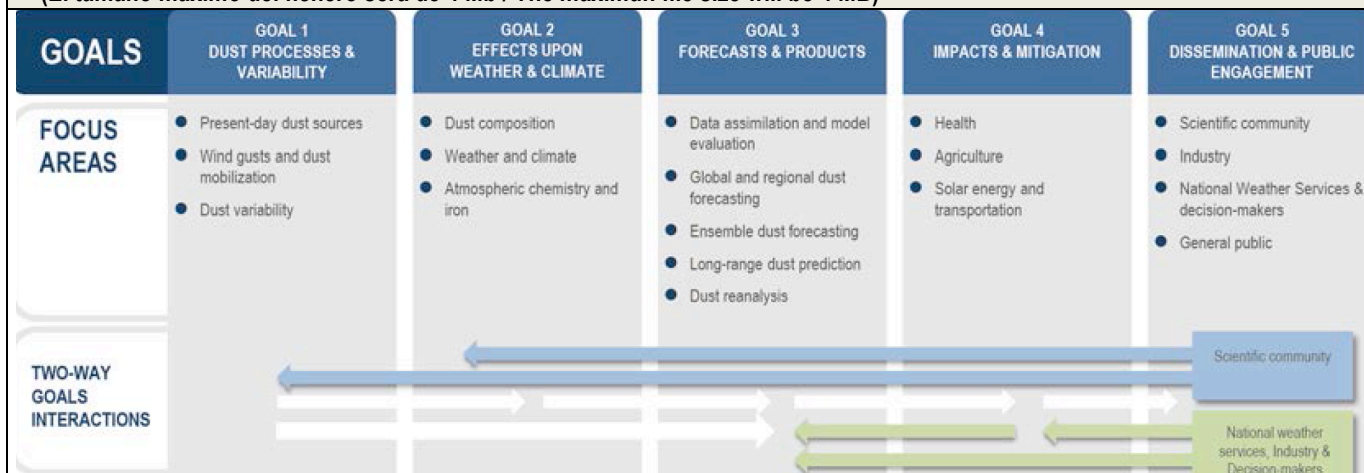 (El tamaño máximo del fichero será de 4 Mb / The maximum file size will be 4 MB)
GOALS
GOAL 1
DUST PROCESSES &
VARIABILITY
GOAL 2
EFFECTS UPON
WEATHER & CLIMATE
GOAL 3
FORECASTS & PRODUCTS
GOAL 4
IMPACTS & MITIGATION
GOAL 5
DISSEMINATION & PUBLIC
ENGAGEMENT
FOCUS
AREAS
Present-day dust sources
Wind gusts and dust
mobilization
Dust variability
Dust composition
Weather and climate
Atmospheric chemistry and
iron
Data assimilation and model
evaluation
Global and regional dust
forecasting
Ensemble dust forecasting
Long-range dust prediction
Dust reanalysis
Health
Agriculture
Solar energy and
transportation
Scientific community
Industry
National Weather Services &
decision-makers
General public
TWO-WAY
GOALS
INTERACTIONS
Scientific community
National weather
services, Industry &
Decision-makers